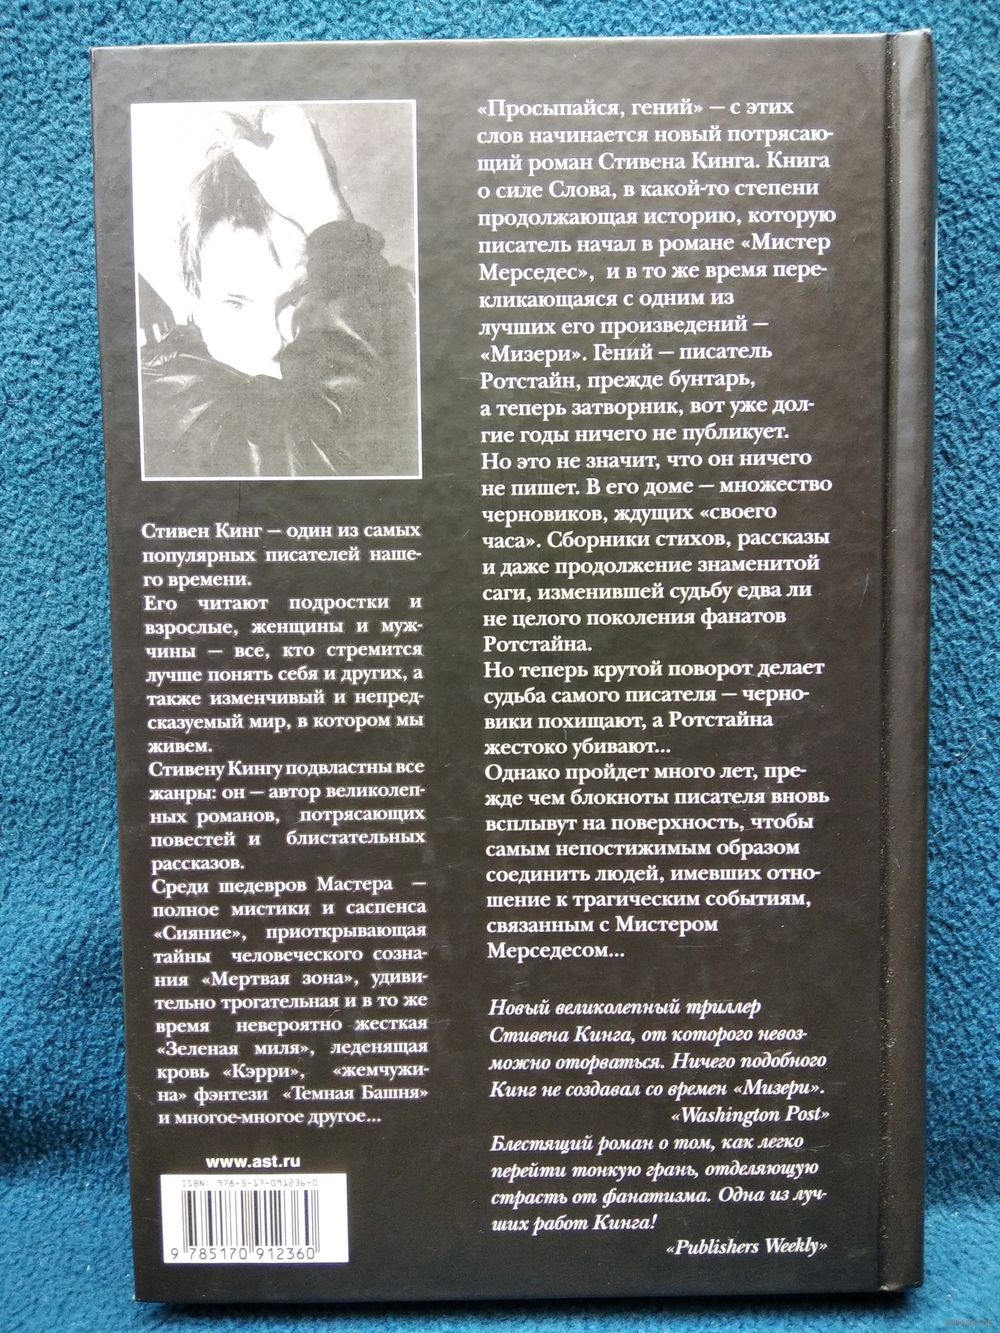 Стивен Кинг — один из самых
популярных писателей наше-
го времени.
Его читают подростки и
взрослые, женщины и муж-
чины — все, кто стремится
лучше понять себя и других, а
также изменчивый и непред-
сказуемый мир, в котором мы
живем.
Стивену Кингу подвластны все
жанры: он — автор великолеп-
ных романов, потрясающих
повестей и блистательных
рассказов.
Среди шедевров Мастера —
полное мистики и саспенса
«Сияние», приоткрывающая
тайны человеческого созна-
ния «Мертвая зона», удиви-
тельно трогательная и в то же
время невероятно жесткая
«Зеленая миля», леденящая
кровь «Кэрри», «жемчужи-
на» фэнтези «Темная Башня»
и многое-многое другое...
www.ast.ru
ISBN: 978-5-17-091236-0
9 785170 912360
«Просыпайся, гений» — с этих
слов начинается новый потрясаю-
щий роман Стивена Кинга. Книга
о силе Слова, в какой-то степени
продолжающая историю, которую
писатель начал в романе «Мистер
Мерседес», и в то же время пере-
кликающаяся с одним из
лучших его произведений —
«Мизери». Гений — писатель
Ротстайн, прежде бунтарь,
а теперь затворник, вот уже дол-
гие годы ничего не публикует.
Но это не значит, что он ничего
не пишет. В его доме — множество
черновиков, ждущих «своего
часа». Сборники стихов, рассказы
и даже продолжение знаменитой
саги, изменившей судьбу едва ли
не целого поколения фанатов
Ротстайна.
Но теперь крутой поворот делает
судьба самого писателя — черно-
вики похищают, а Ротстайна
жестоко убивают...
Однако пройдет много лет, пре-
жде чем блокноты писателя вновь
всплывут на поверхность, чтобы
самым непостижимым образом
соединить людей, имевших отно-
шение к трагическим событиям,
связанным с Мистером
Мерседесом...
Новый великолепный триллер
Стивена Кинга, от которого невоз-
можно оторваться. Ничего подобного
Кинг не создавал со времен «Мизери».
«Washington Post»
Блестящий роман о том, как легко
перейти тонкую грань, отделяющую
страсть от фанатизма. Одна из луч-
ших работ Кинга!
«Publishers Weekly»